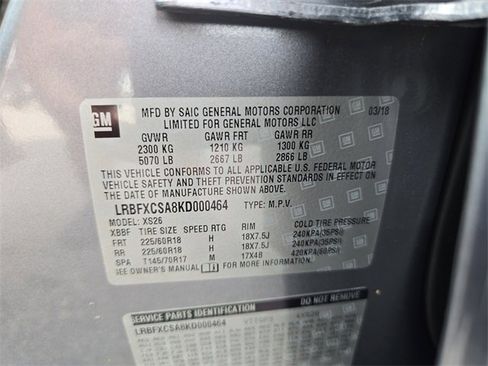 GM
MFD BY SAIC GENERAL MOTORS CORPORATION 03/18
LIMITED FOR GENERAL MOTORS LLC
GVWR GAWR FRT GAWR RR
2300 KG 1210 KG 1300 KG
5070 LB 2667 LB 2866 LB
THIS VEHICLE CONFORMS TO ALL APPLICABLE U.S. FEDERAL MOTOR
VEHICLE SAFETY, BUMPER, AND THEFT PREVENTION STANDARDS IN EFFECT ON
THE DATE OF MANUFACTURE SHOWN ABOVE.
LRBFXCSA8KD000464 TYPE: M.P.V.
MODEL: XS26
XBBF TIRE SIZE SPEED RTG RIM COLD TIRE PRESSURE
FRT 225/60R18 H 18X7.5J 240KPA(35PSI)
RR 225/60R18 H 18X7.5J 240KPA(35PSI)
SPA T145/70R17 M 17X4B 420KPA(60PSI)
SEE OWNER'S MANUAL FOR MORE INFORMATION.
SERVICE PARTS IDENTIFICATION DO NOT REMOVE
LRBFXCSA8KD000464